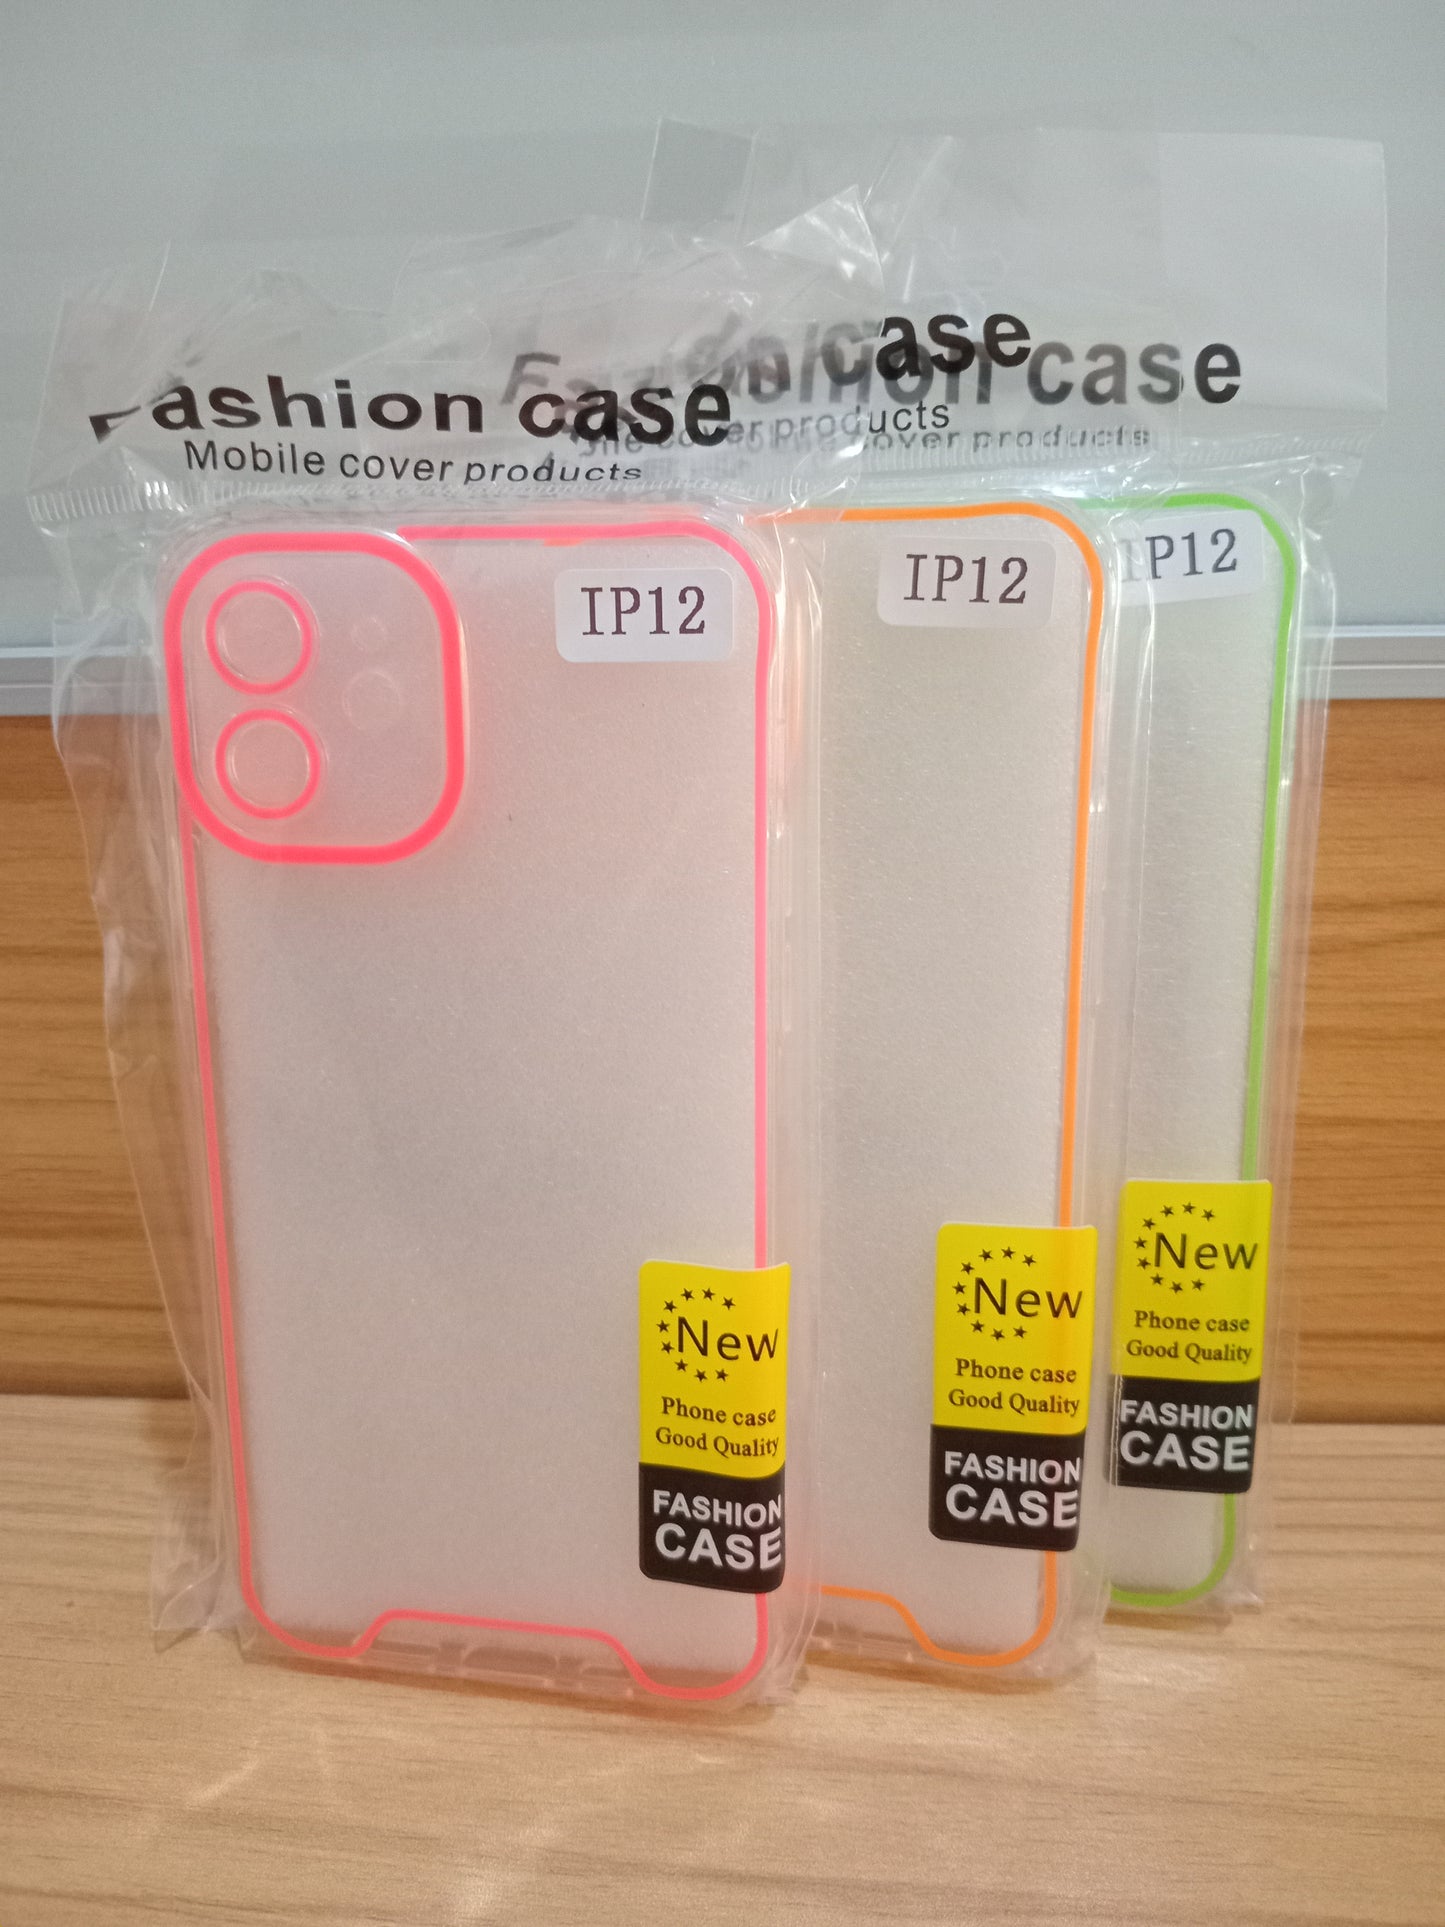 Fashion case
Mobile cover products
case
products
case
cover products
IP12
IP12
IP12
New
Phone case
Good Quality
FASHION
CASE
New
Phone case
Good Quality
FASHION
CASE
New
Phone case
Good Quality
FASHION
CASE